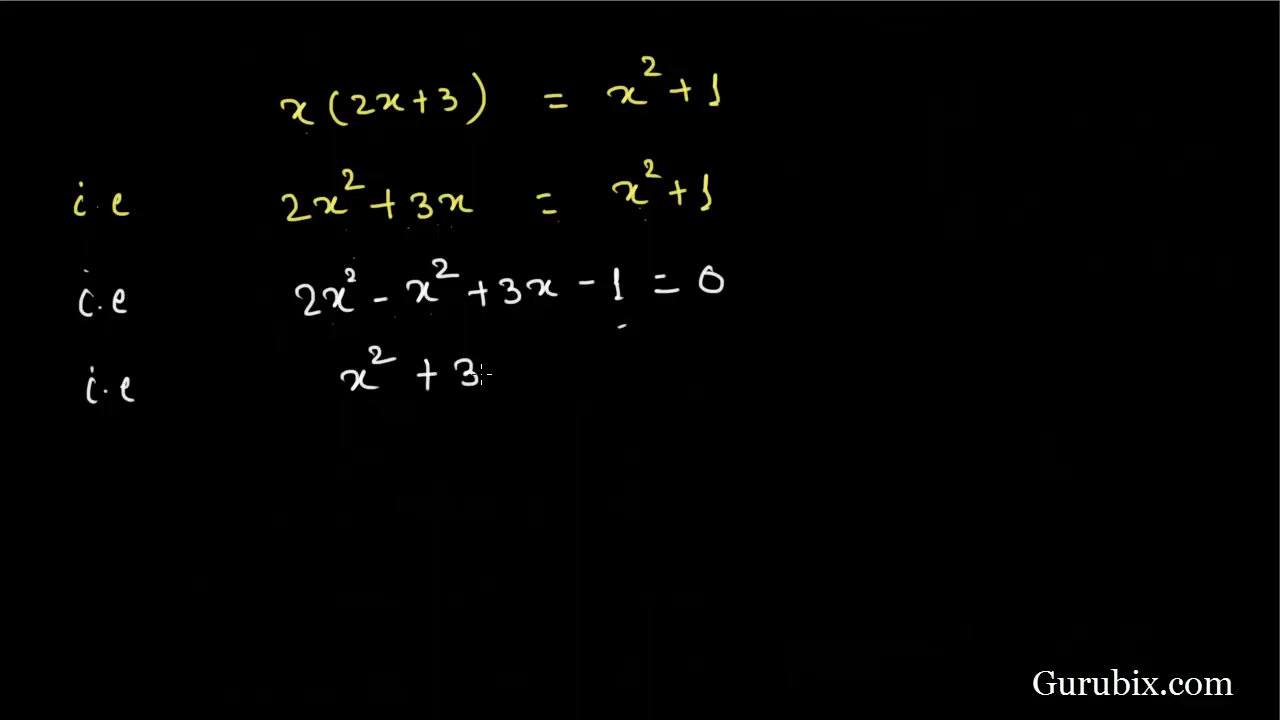 x(2x+3) = x²+1
i.e 2x²+3x = x²+1
i.e 2x²-x²+3x-1=0
i.e x²+3
Gurubix.com